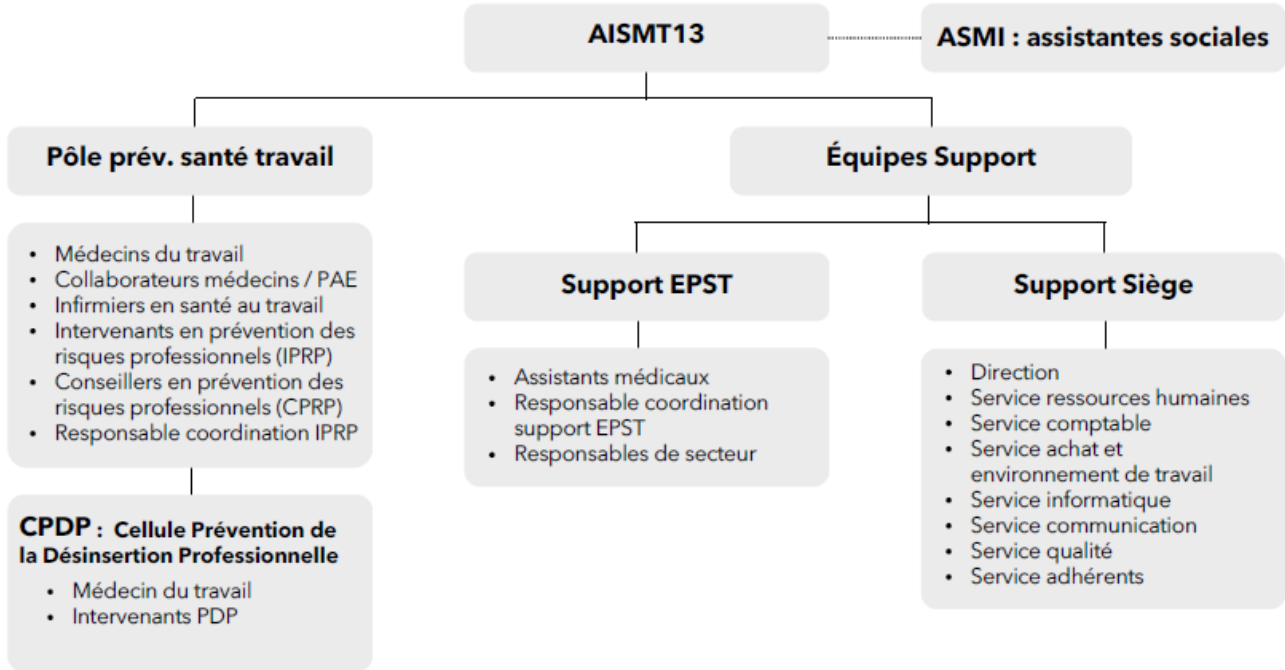 AISMT13
ASMI : assistantes sociales
Pôle prév. santé travail
Équipes Support
• Médecins du travail
• Collaborateurs médecins / PAE
• Infirmiers en santé au travail
• Intervenants en prévention des
risques professionnels (IPRP)
• Conseillers en prévention des
risques professionnels (CPRP)
• Responsable coordination IPRP
CPDP : Cellule Prévention de
la Désinsertion Professionnelle
• Médecin du travail
• Intervenants PDP
Support EPST
• Assistants médicaux
• Responsable coordination
support EPST
• Responsables de secteur
Support Siège
• Direction
• Service ressources humaines
• Service comptable
• Service achat et
environnement de travail
• Service informatique
• Service communication
• Service qualité
• Service adhérents